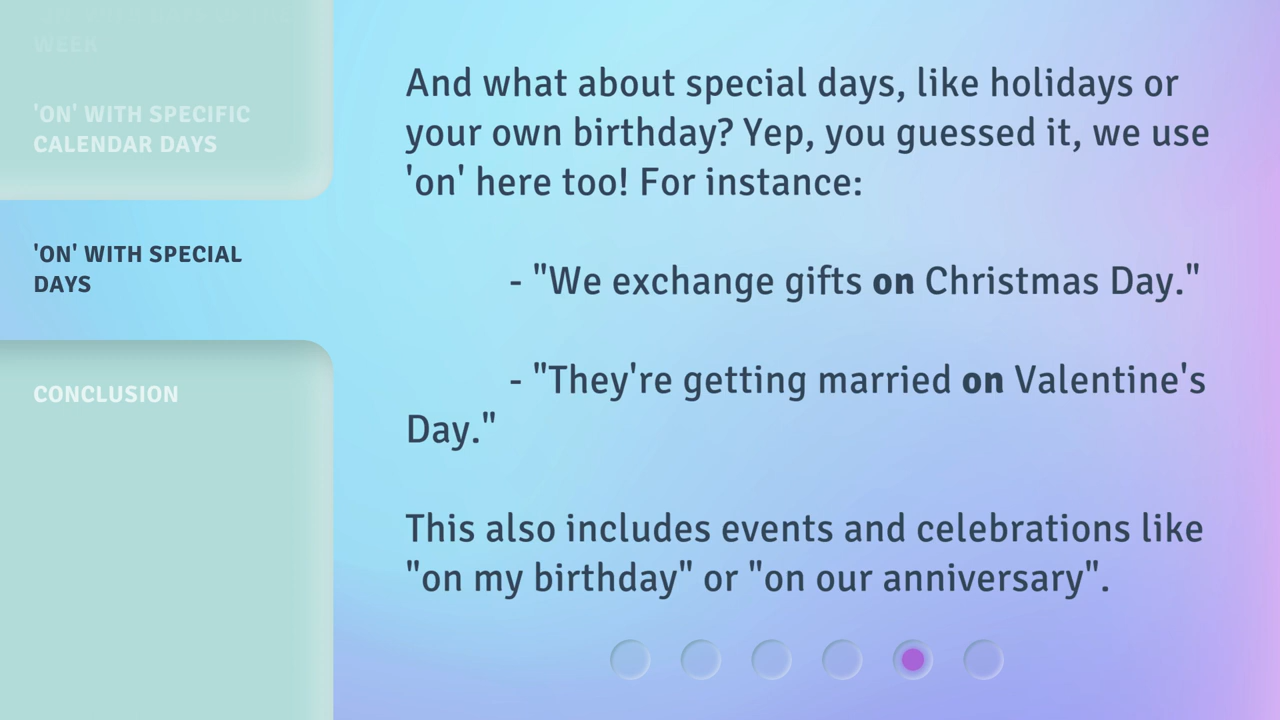 WEEK
'ON' WITH SPECIFIC
CALENDAR DAYS
'ON' WITH SPECIAL
DAYS
CONCLUSION
And what about special days, like holidays or
your own birthday? Yep, you guessed it, we use
'on' here too! For instance:
- "We exchange gifts on Christmas Day."
- "They're getting married on Valentine's
Day."
This also includes events and celebrations like
"on my birthday" or "on our anniversary".